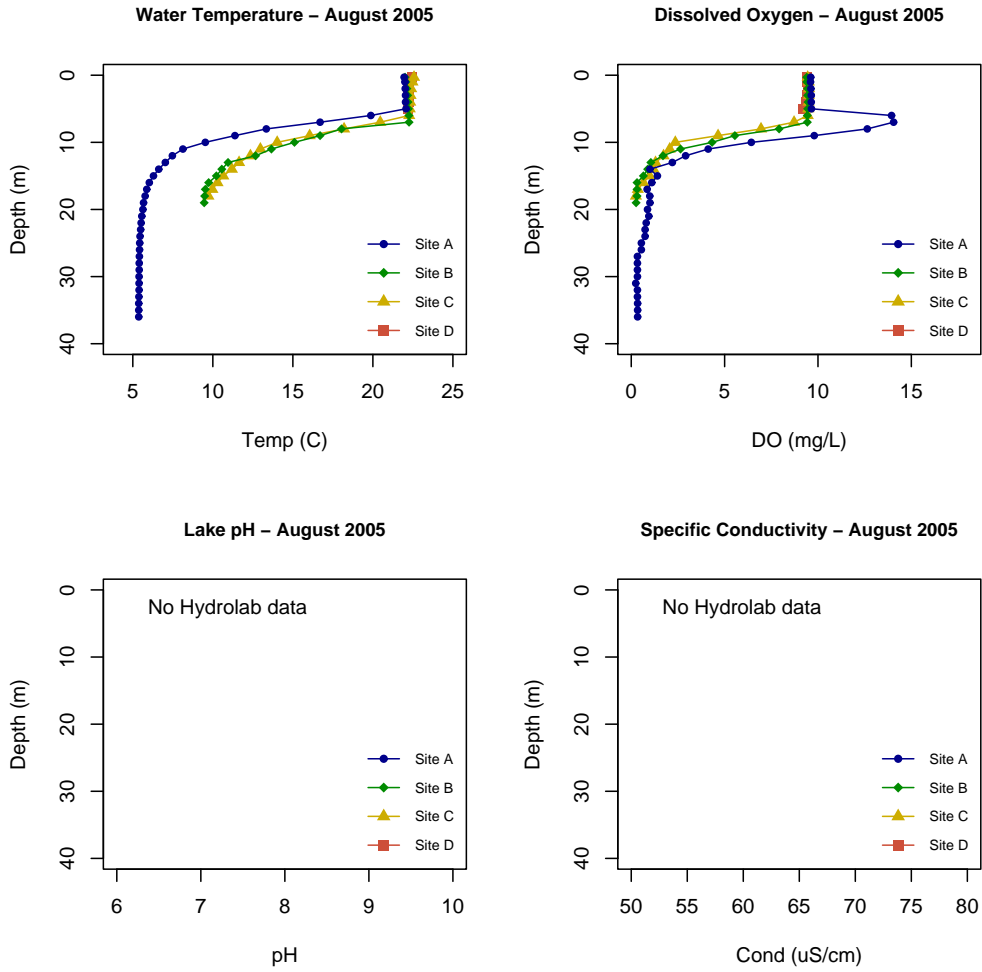 Water Temperature – August 2005
0
10
20
30
40
Depth (m)
5
10
15
20
25
Temp (C)
Site A
Site B
Site C
Site D
Dissolved Oxygen – August 2005
0
10
20
30
40
Depth (m)
0
5
10
15
DO (mg/L)
Site A
Site B
Site C
Site D
Lake pH – August 2005
No Hydrolab data
0
10
20
30
40
Depth (m)
6
7
8
9
10
pH
Site A
Site B
Site C
Site D
Specific Conductivity – August 2005
No Hydrolab data
0
10
20
30
40
Depth (m)
50
55
60
65
70
75
80
Cond (uS/cm)
Site A
Site B
Site C
Site D